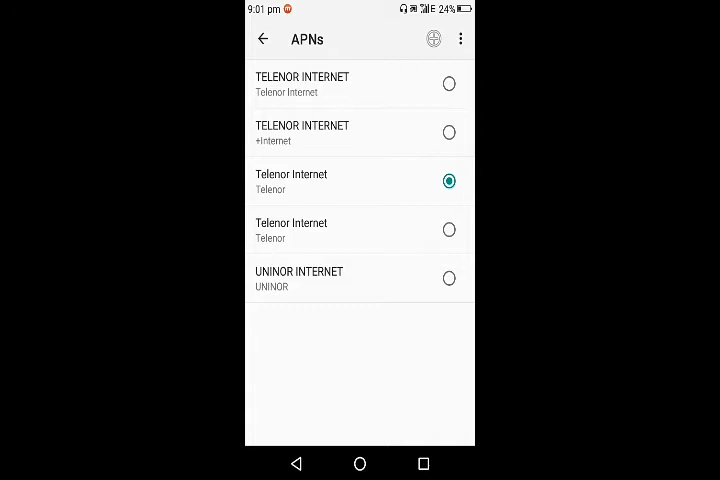 9:01 pm m E 24%
APNs
TELENOR INTERNET
Telenor Internet
TELENOR INTERNET
+Internet
Telenor Internet
Telenor
Telenor Internet
Telenor
UNINOR INTERNET
UNINOR